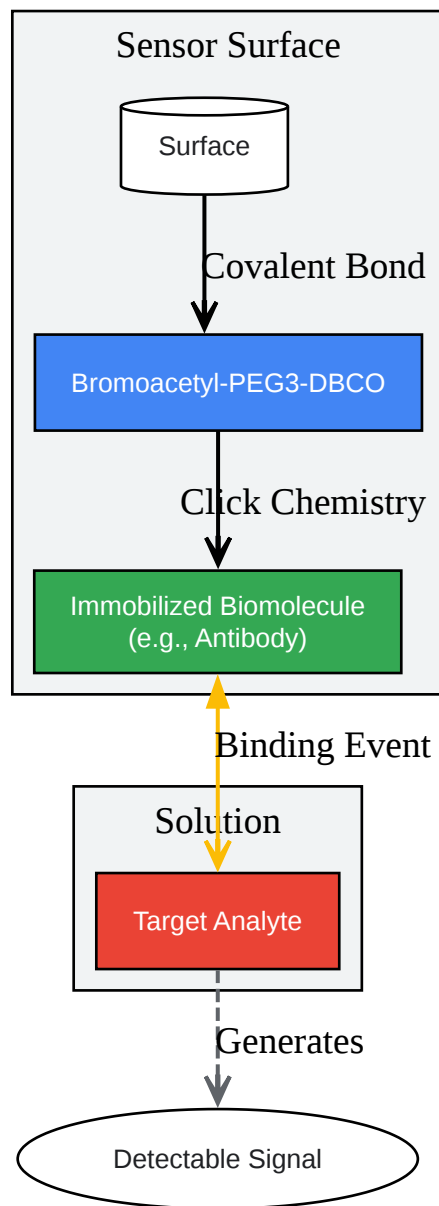 Sensor Surface
Surface
Covalent Bond
Bromoacetyl-PEG3-DBCO
Click Chemistry
Immobilized Biomolecule
(e.g., Antibody)
Binding Event
Solution
Target Analyte
Generates
Detectable Signal